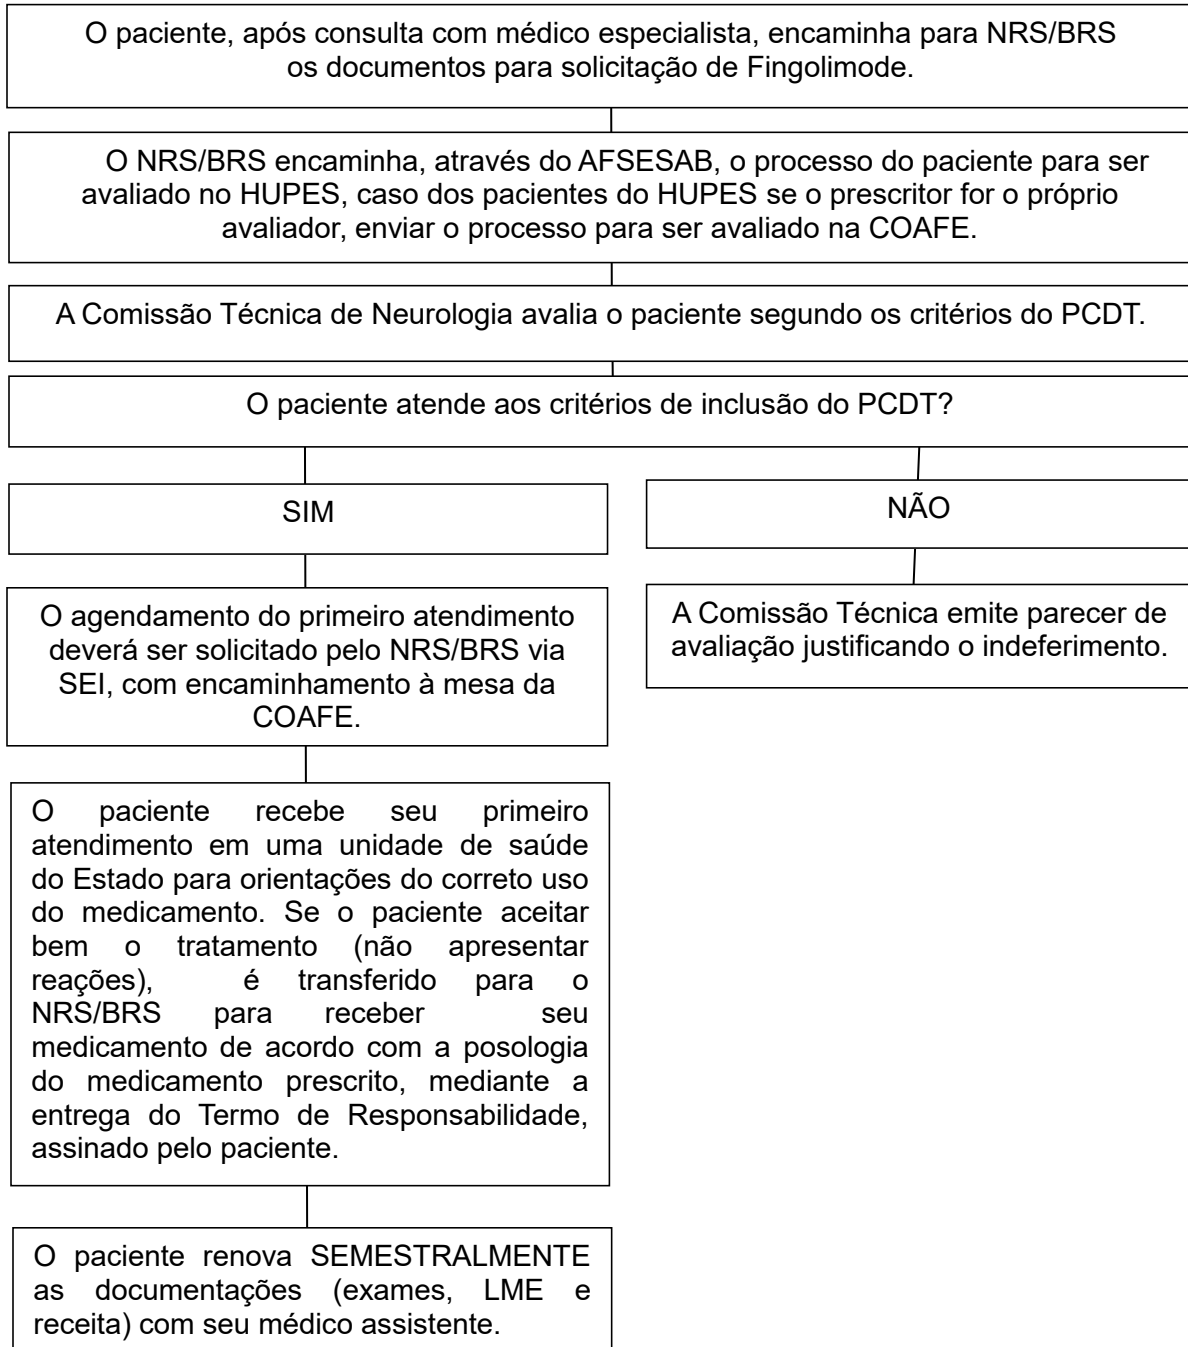 O paciente, após consulta com médico especialista, encaminha para NRS/BRS
os documentos para solicitação de Fingolimode.
O NRS/BRS encaminha, através do AFSESAB, o processo do paciente para ser
avaliado no HUPES, caso dos pacientes do HUPES se o prescritor for o próprio
avaliador, enviar o processo para ser avaliado na COAFE.
A Comissão Técnica de Neurologia avalia o paciente segundo os critérios do PCDT.
O paciente atende aos critérios de inclusão do PCDT?
SIM
NÃO
O agendamento do primeiro atendimento
deverá ser solicitado pelo NRS/BRS via
SEI, com encaminhamento à mesa da
COAFE.
A Comissão Técnica emite parecer de
avaliação justificando o indeferimento.
O paciente recebe seu primeiro
atendimento em uma unidade de saúde
do Estado para orientações do correto uso
do medicamento. Se o paciente aceitar
bem o tratamento (não apresentar
reações), é transferido para o
NRS/BRS para receber seu
medicamento de acordo com a posologia
do medicamento prescrito, mediante a
entrega do Termo de Responsabilidade,
assinado pelo paciente.
O paciente renova SEMESTRALMENTE
as documentações (exames, LME e
receita) com seu médico assistente.